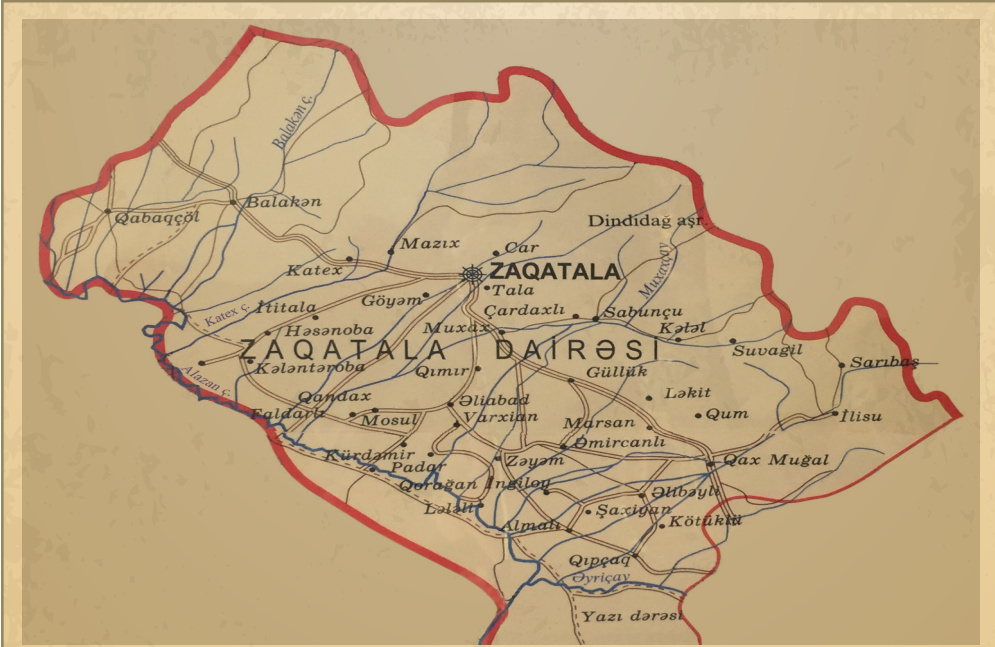 Balakən ç.
Qabaqçöl
Balakən
Dindidağ aşr.
Mazıx
Car
Katex
ZAQATALA
Muxaxçay
Göyəm
Tala
İtitala
Katex ç.
Çardaxlı
Sabunçu
Həsənoba
Muxax
Kələl
ZAQATALA DAİRƏSİ
Suvagil
Sarıbaş
Kələntəroba
Qımır
Güllük
Alazan ç.
Qandax
Əliabad
Ləkit
Faldarlı
Mosul
Varxian
Marsan
Qum
İlisu
Əmircanlı
Kürdəmir
Padar
Zəyəm
Qax Muğal
Qorağan
İngiloy
Əlibəyli
Lələli
Şaxiyan
Almalı
Kötüklü
Qıpçaq
Əyriçay
Yazı dərəsi